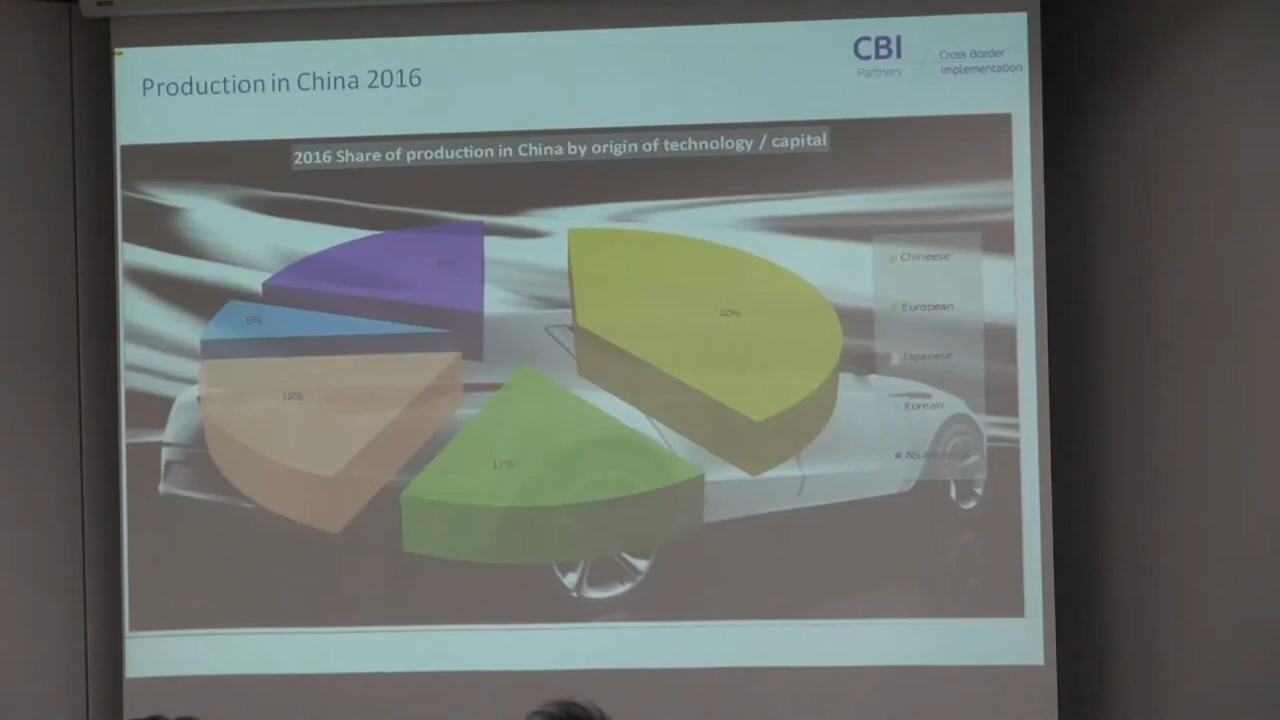 Production in China 2016
CBI
Partners
Cross Border
Implementation
2016 Share of production in China by origin of technology / capital
40%
6%
18%
17%
Chineese
European
Japanese
Korean